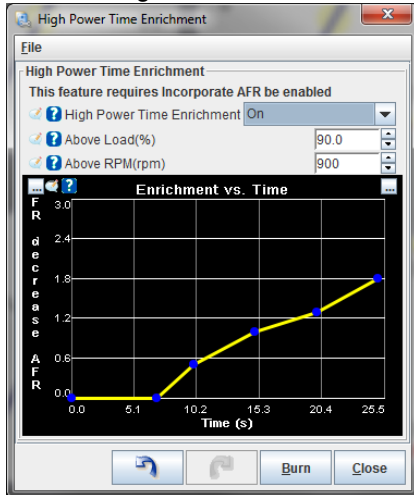 High Power Time Enrichment
File
High Power Time Enrichment
This feature requires Incorporate AFR be enabled
High Power Time Enrichment On
Above Load(%) 90.0
Above RPM(rpm) 900
Enrichment vs. Time
FR decrease AFR
3.0
2.4
1.8
1.2
0.6
0.0
0.0 5.1 10.2 15.3 20.4 25.5
Time (s)
Burn Close